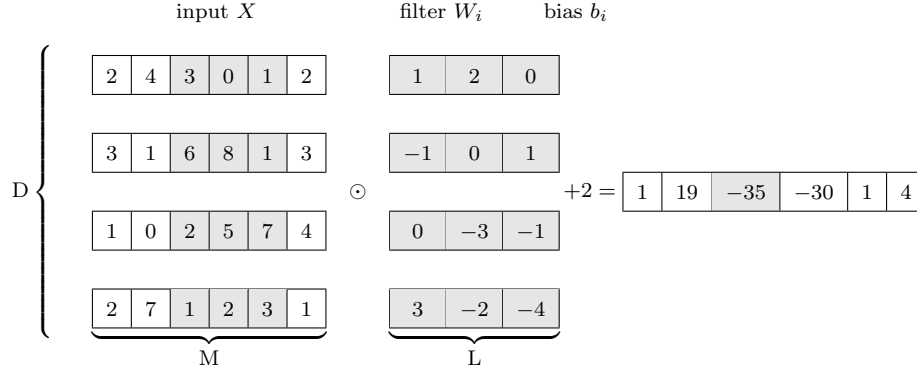 input X filter W_i bias b_i
2 4 3 0 1 2 1 2 0
3 1 6 8 1 3 −1 0 1
D ⊙ +2 = 1 19 −35 −30 1 4
1 0 2 5 7 4 0 −3 −1
2 7 1 2 3 1 3 −2 −4
M L